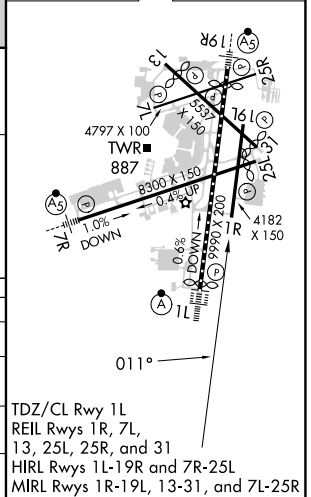 19R
A5
13
25R
P
P
P
P
7L
5537
X 150
19L
4797 X 100
TWR
887
P
25L
31
P
8300 X 150
A5
P
0.4% UP
1.0%
DOWN
7R
0.6%
DOWN
9990 X 200
1R
4182
X 150
P
A
1L
011°
TDZ/CL Rwy 1L
REIL Rwys 1R, 7L,
13, 25L, 25R, and 31
HIRL Rwys 1L-19R and 7R-25L
MIRL Rwys 1R-19L, 13-31, and 7L-25R